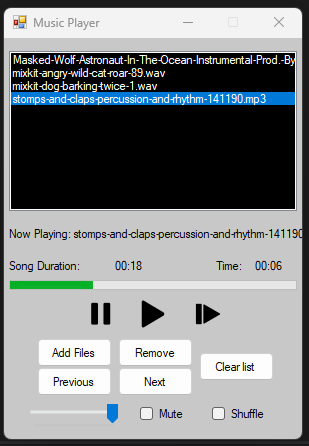 Music Player
Masked-Wolf-Astronaut-In-The-Ocean-Instrumental-Prod.-By
mixkit-angry-wild-cat-roar-89.wav
mixkit-dog-barking-twice-1.wav
stomps-and-claps-percussion-and-rhythm-141190.mp3
Now Playing: stomps-and-claps-percussion-and-rhythm-141190
Song Duration: 00:18 Time: 00:06
Add Files Remove
Clear list
Previous Next
Mute Shuffle